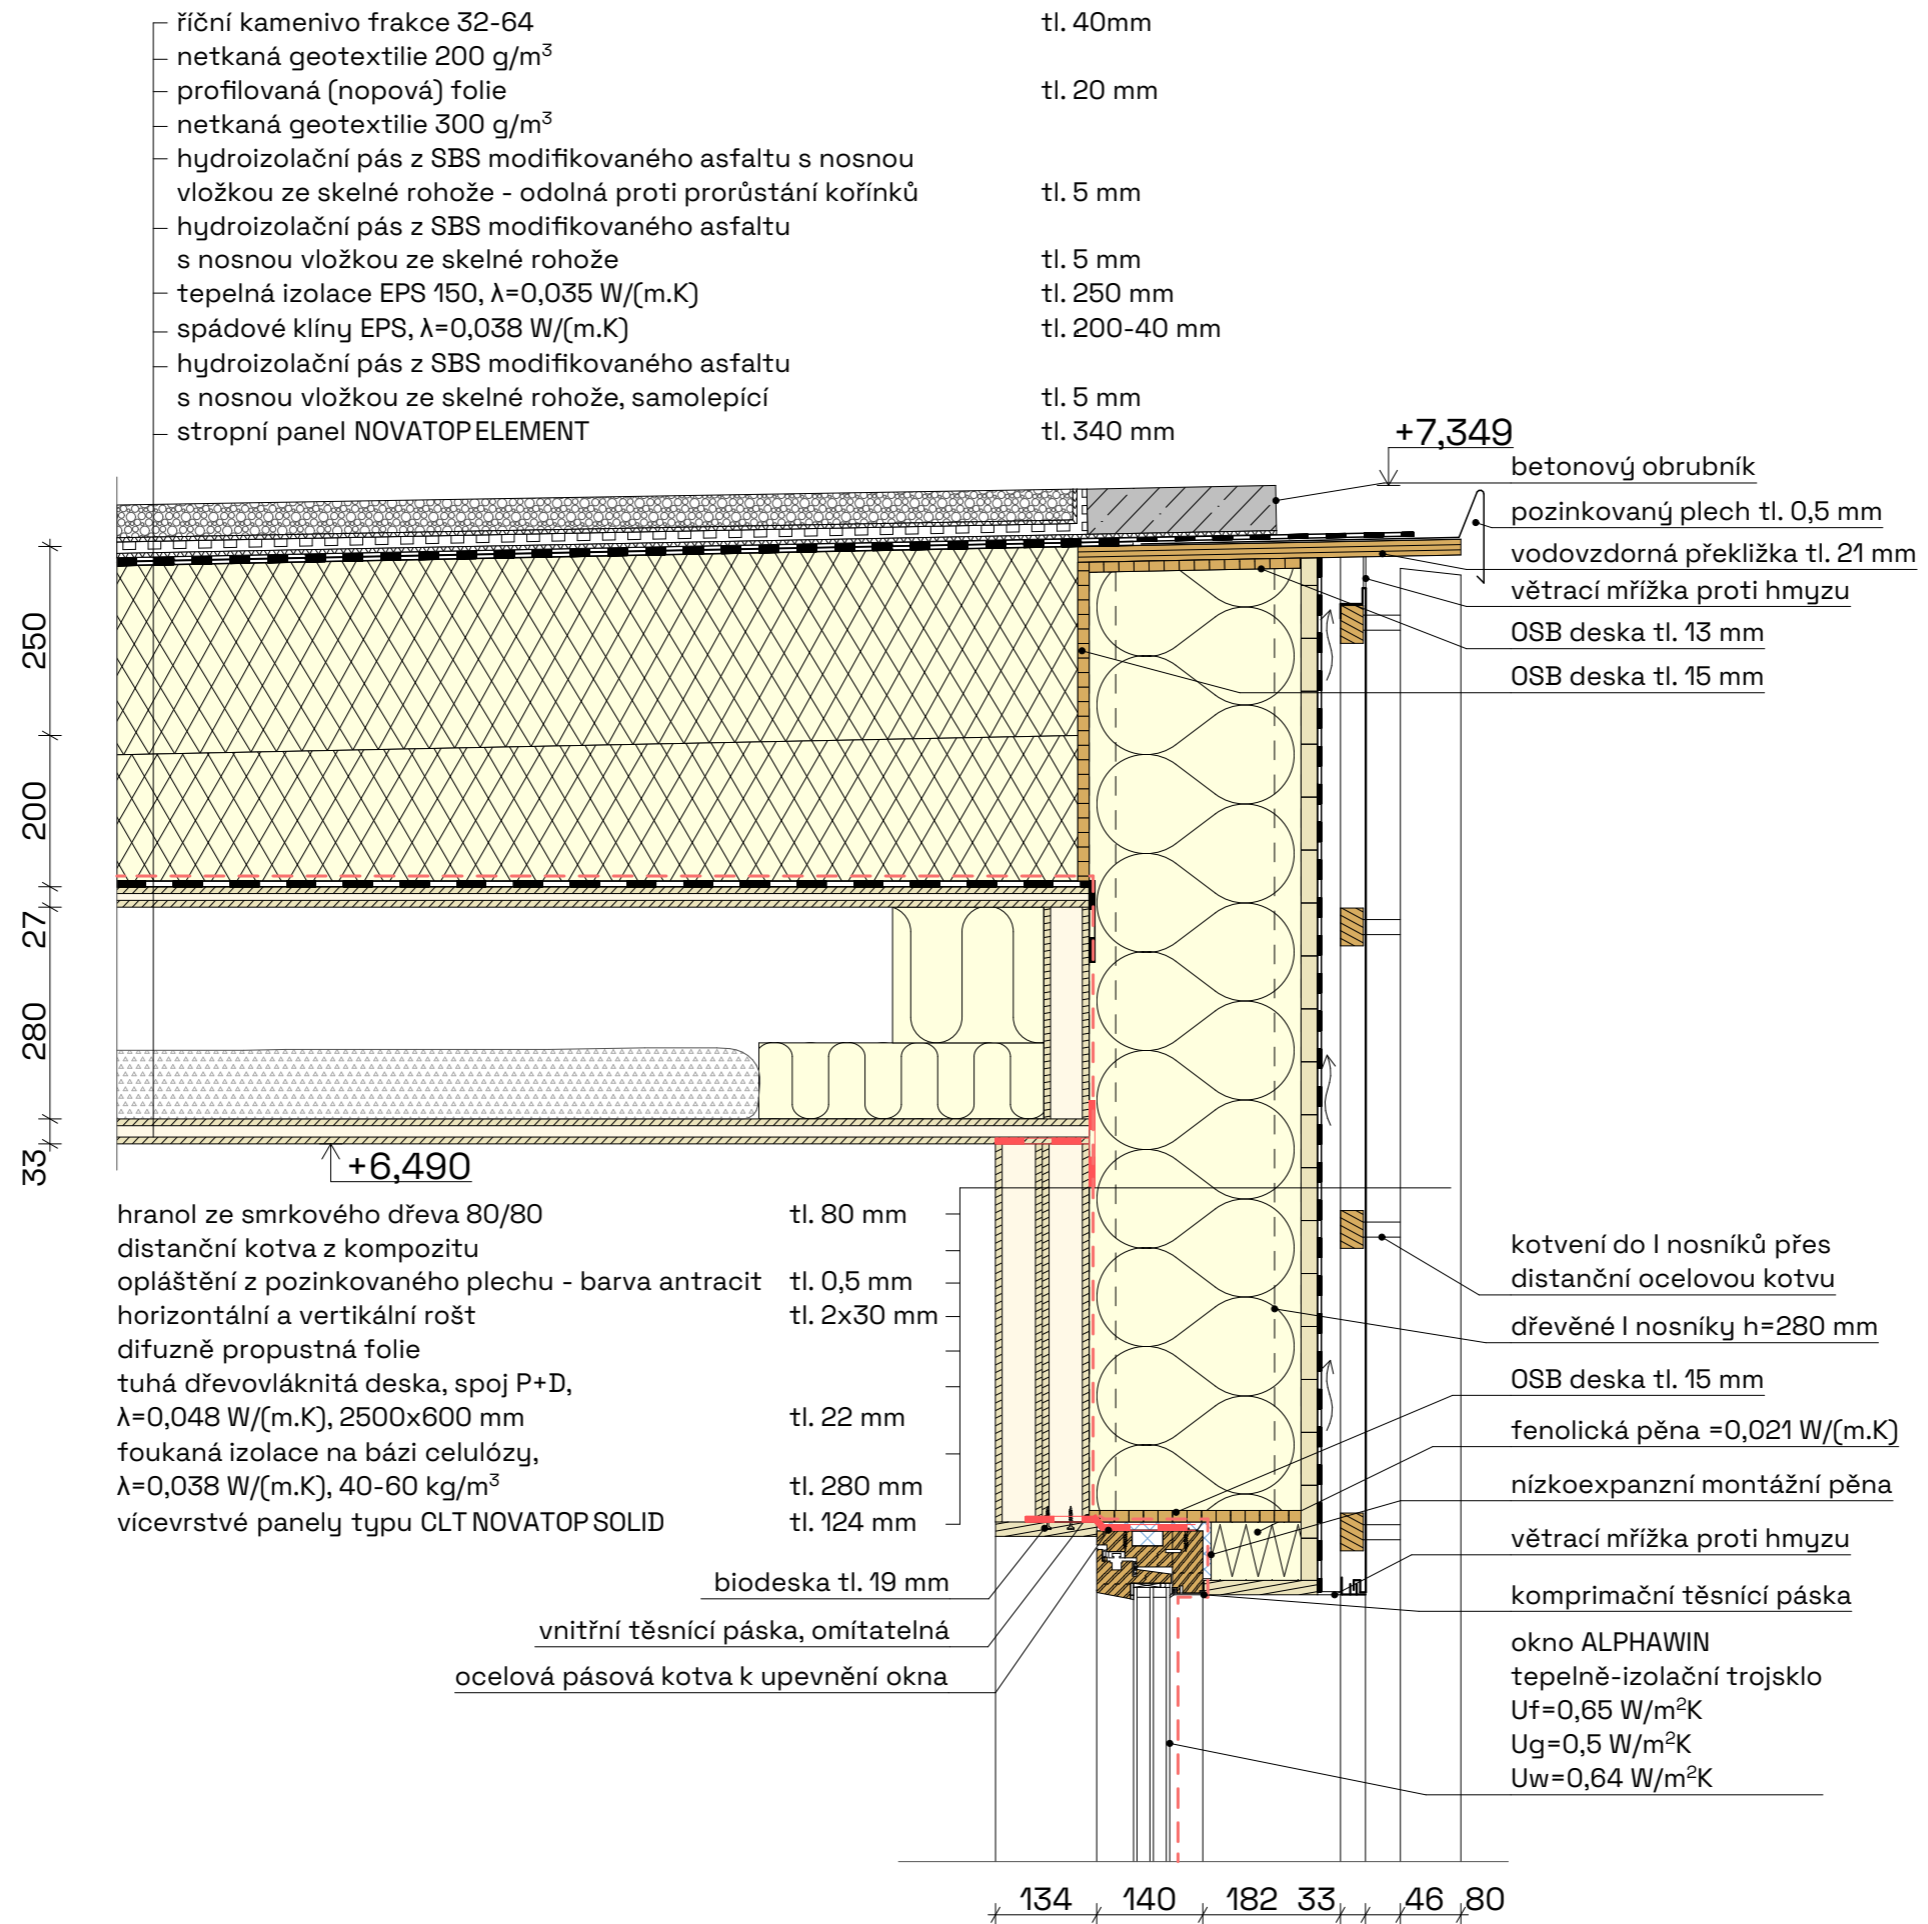 říční kamenivo frakce 32-64 tl. 40mm
netkaná geotextilie 200 g/m³
profilovaná (nopová) folie tl. 20 mm
netkaná geotextilie 300 g/m³
hydroizolační pás z SBS modifikovaného asfaltu s nosnou
vložkou ze skelné rohože - odolná proti prorůstání kořínků tl. 5 mm
hydroizolační pás z SBS modifikovaného asfaltu
s nosnou vložkou ze skelné rohože tl. 5 mm
tepelná izolace EPS 150, λ=0,035 W/(m.K) tl. 250 mm
spádové klíny EPS, λ=0,038 W/(m.K) tl. 200-40 mm
hydroizolační pás z SBS modifikovaného asfaltu
s nosnou vložkou ze skelné rohože, samolepící tl. 5 mm
stropní panel NOVATOP ELEMENT tl. 340 mm
+7,349
betonový obrubník
pozinkovaný plech tl. 0,5 mm
vodovzdorná překližka tl. 21 mm
větrací mřížka proti hmyzu
OSB deska tl. 13 mm
OSB deska tl. 15 mm
250
200
27
280
33
+6,490
hranol ze smrkového dřeva 80/80 tl. 80 mm
distanční kotva z kompozitu
opláštění z pozinkovaného plechu - barva antracit tl. 0,5 mm
horizontální a vertikální rošt tl. 2x30 mm
difuzně propustná folie
tuhá dřevovláknitá deska, spoj P+D,
λ=0,048 W/(m.K), 2500x600 mm tl. 22 mm
foukaná izolace na bázi celulózy,
λ=0,038 W/(m.K), 40-60 kg/m³ tl. 280 mm
vícevrstvé panely typu CLT NOVATOP SOLID tl. 124 mm
kotvení do I nosníků přes
distanční ocelovou kotvu
dřevěné I nosníky h=280 mm
OSB deska tl. 15 mm
fenolická pěna =0,021 W/(m.K)
nízkoexpanzní montážní pěna
větrací mřížka proti hmyzu
komprimační těsnící páska
biodeska tl. 19 mm
vnitřní těsnící páska, omítatelná
ocelová pásová kotva k upevnění okna
okno ALPHAWIN
tepelně-izolační trojsklo
Uf=0,65 W/m²K
Ug=0,5 W/m²K
Uw=0,64 W/m²K
134 140 182 33 46 80